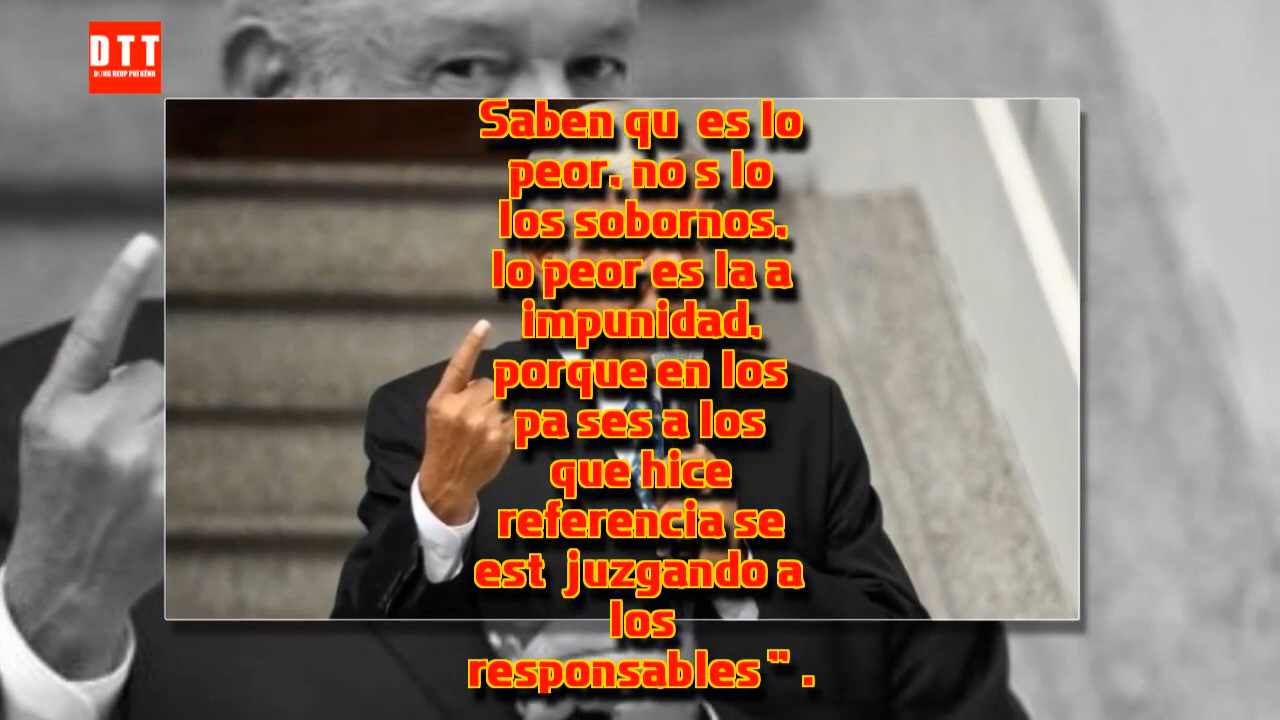 DTT
Saben qu es lo
peor, no s lo
los sobornos,
lo peor es la a
impunidad,
porque en los
pa ses a los
que hice
referencia se
est juzgando a
los
responsables" .